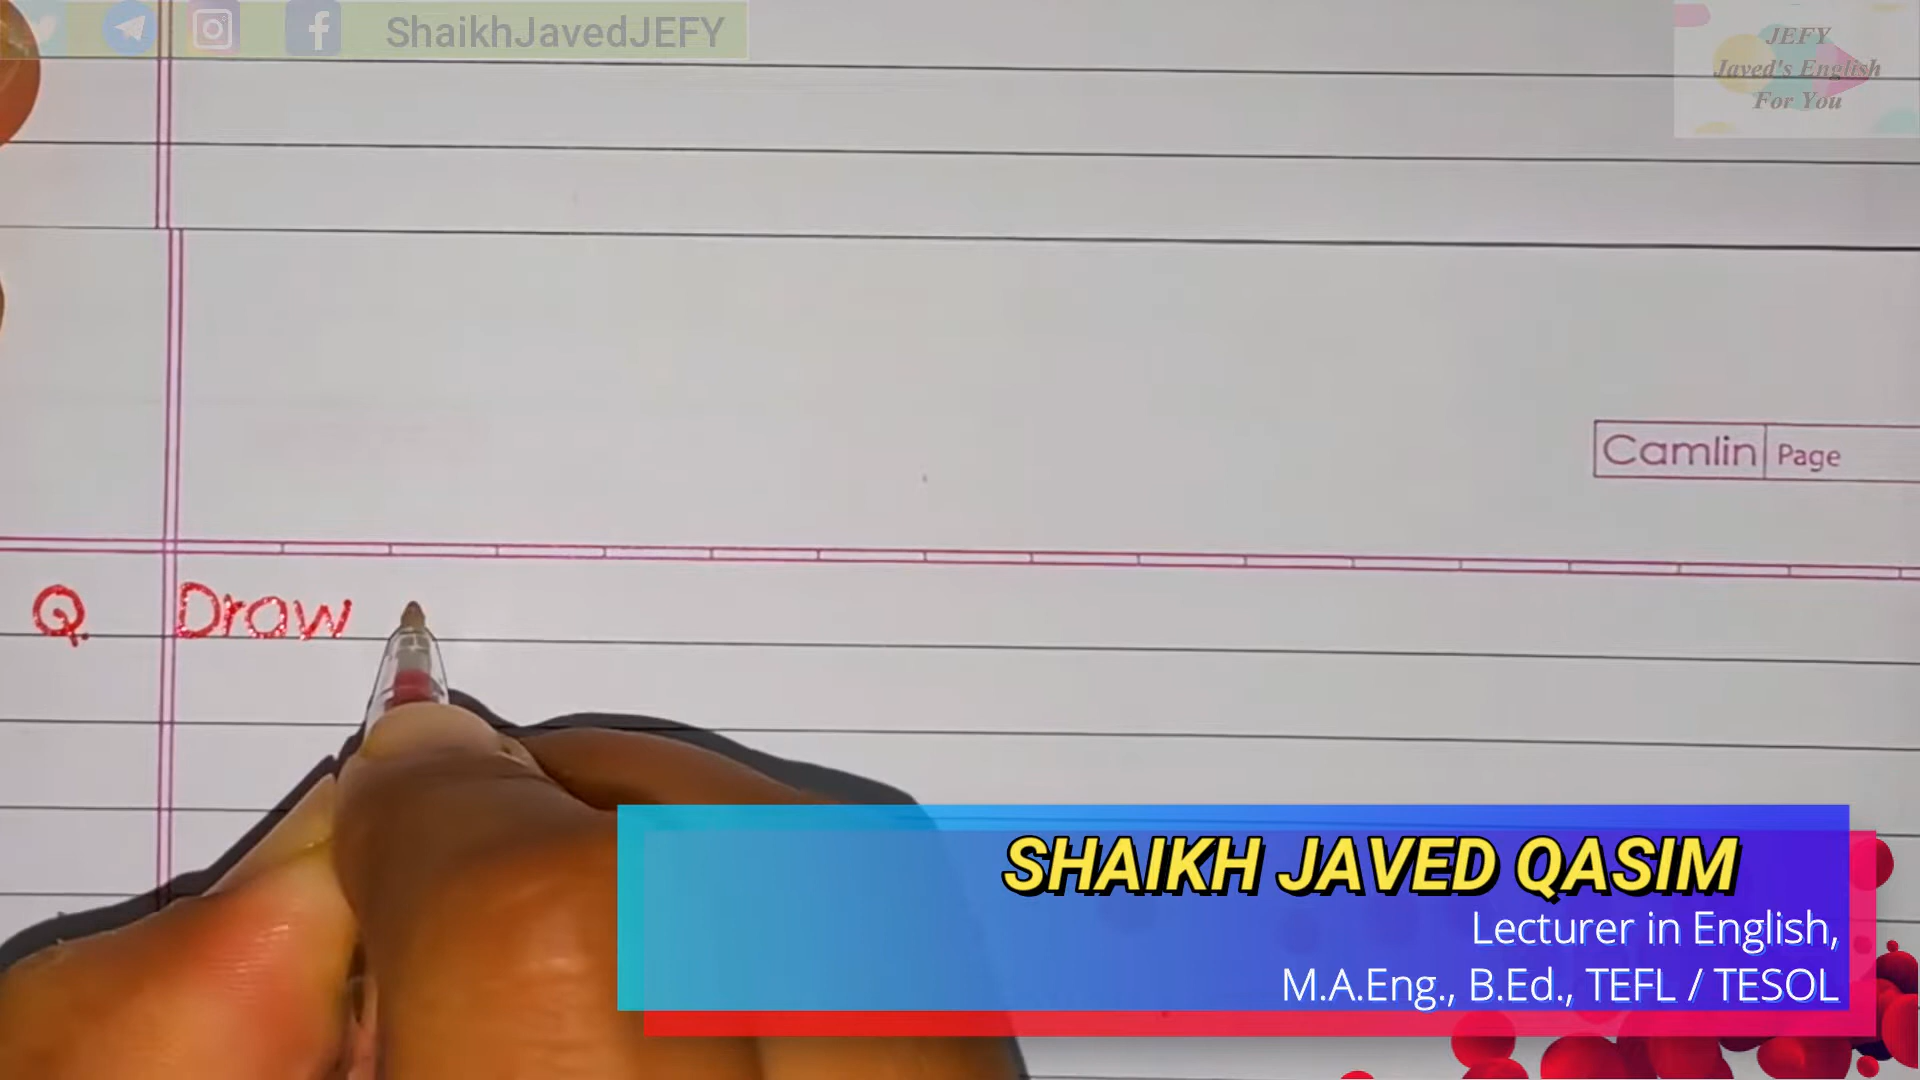 ShaikhJavedJEFY
JEFY
Javed's English
For You
Camlin Page
Q. Draw
SHAIKH JAVED QASIM
Lecturer in English,
M.A.Eng., B.Ed., TEFL / TESOL